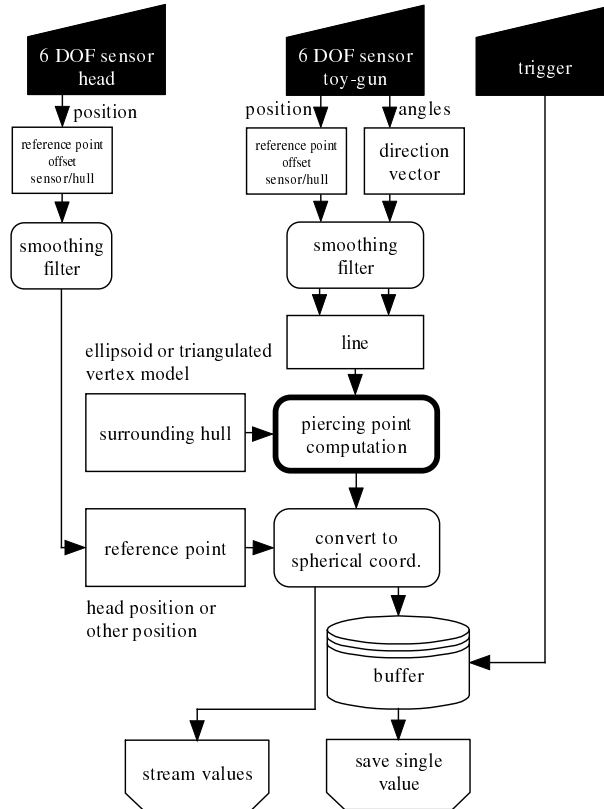 6 DOF sensor
head
6 DOF sensor
toy-gun
trigger
position
position
angles
reference point
offset
sensor/hull
reference point
offset
sensor/hull
direction
vector
smoothing
filter
smoothing
filter
line
ellipsoid or triangulated
vertex model
surrounding hull
piercing point
computation
reference point
convert to
spherical coord.
head position or
other position
buffer
stream values
save single
value